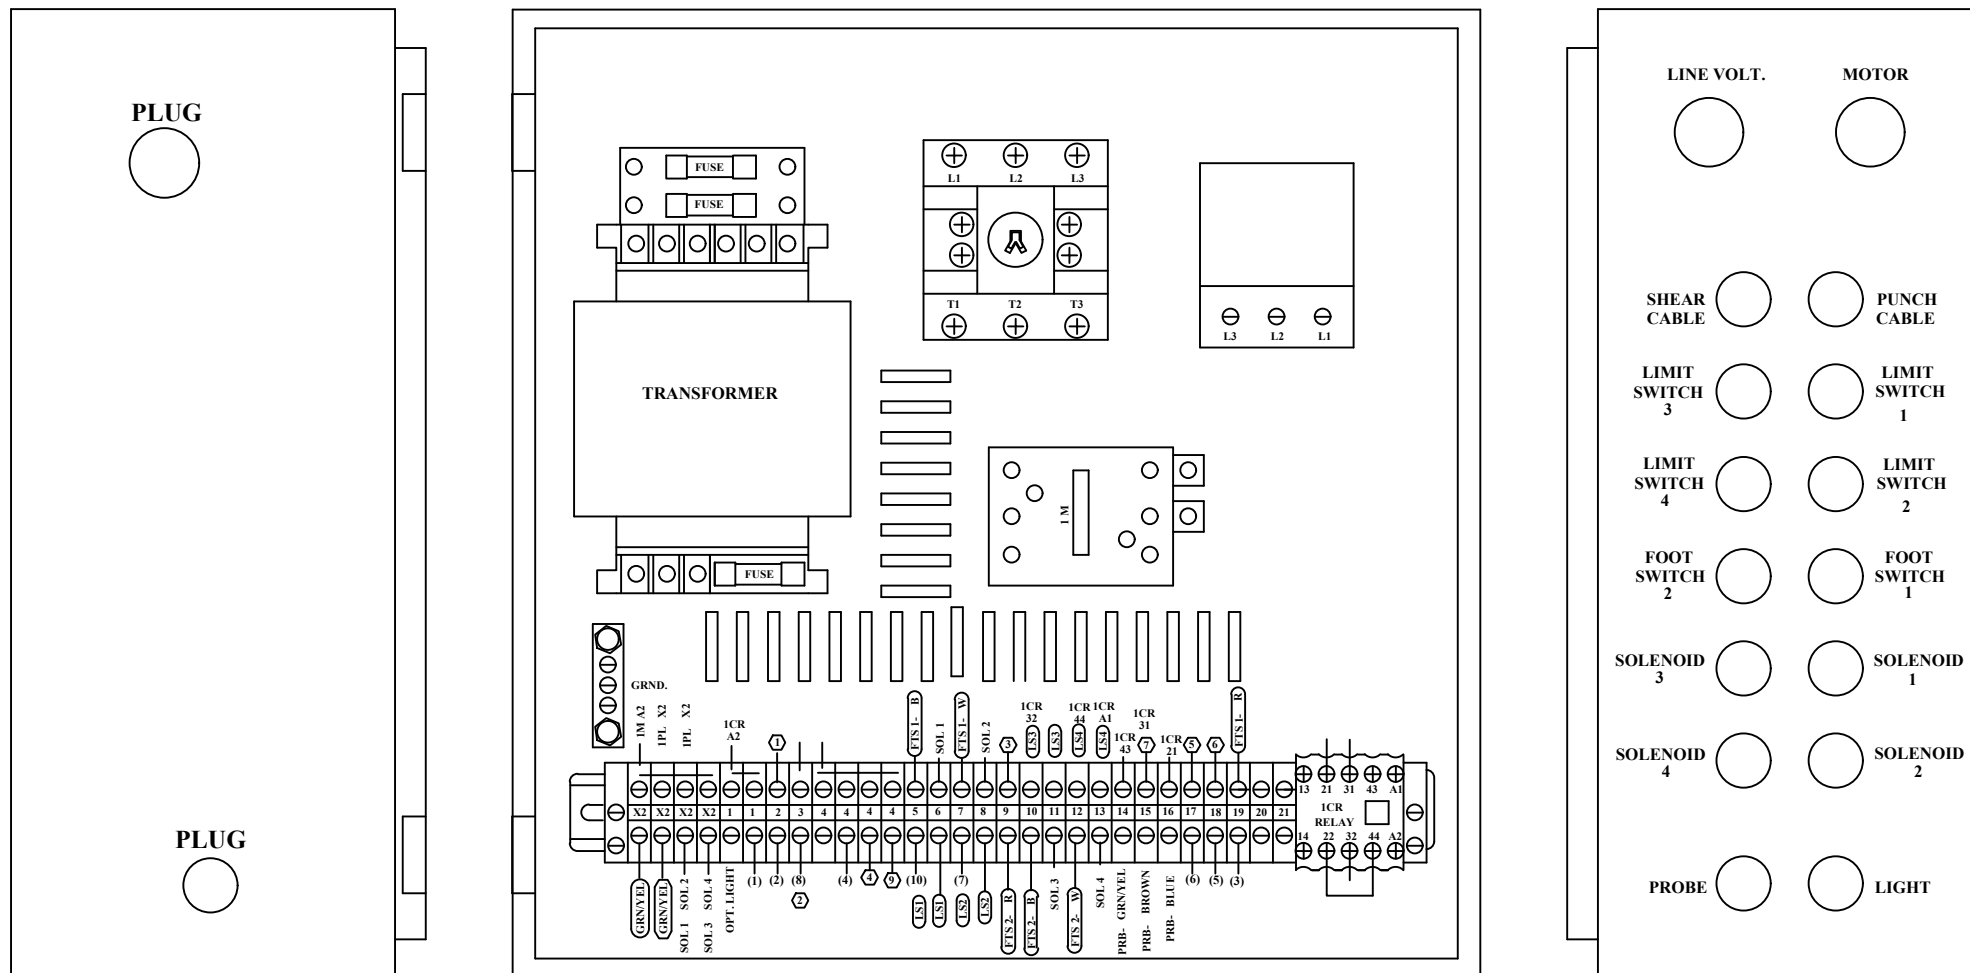 PLUG
PLUG
FUSE
FUSE
TRANSFORMER
FUSE
L1 L2 L3
T1 T2 T3
L3 L2 L1
1 M
GRND.
1M A2
1PL X2
1PL X2
1CR
A2
1
FTS 1- B
SOL 1
FTS 1- W
SOL 2
3
1CR
32
LS3
LS3
1CR
44
LS4
1CR
A1
LS4
1CR
43
1CR
31
7
1CR
21
5
6
FTS 1- R
X2 X2 X2 X2 1 1 2 3 4 4 4 4 5 6 7 8 9 10 11 12 13 14 15 16 17 18 19 20 21
13 21 31 43 A1
1CR
RELAY
14 22 32 44 A2
GRN/YEL
GRN/YEL
SOL 1 SOL 2
SOL 3 SOL 4
OPT. LIGHT
(1)
(2)
(8)
2
(4)
4
9
(10)
LS1
LS1
(7)
LS2
LS2
FTS 2- R
FTS 2- B
SOL 3
FTS 2- W
SOL 4
PRB- GRN/YEL
PRB- BROWN
PRB- BLUE
(6)
(5)
(3)
LINE VOLT.
MOTOR
SHEAR
CABLE
PUNCH
CABLE
LIMIT
SWITCH
3
LIMIT
SWITCH
1
LIMIT
SWITCH
4
LIMIT
SWITCH
2
FOOT
SWITCH
2
FOOT
SWITCH
1
SOLENOID
3
SOLENOID
1
SOLENOID
4
SOLENOID
2
PROBE
LIGHT